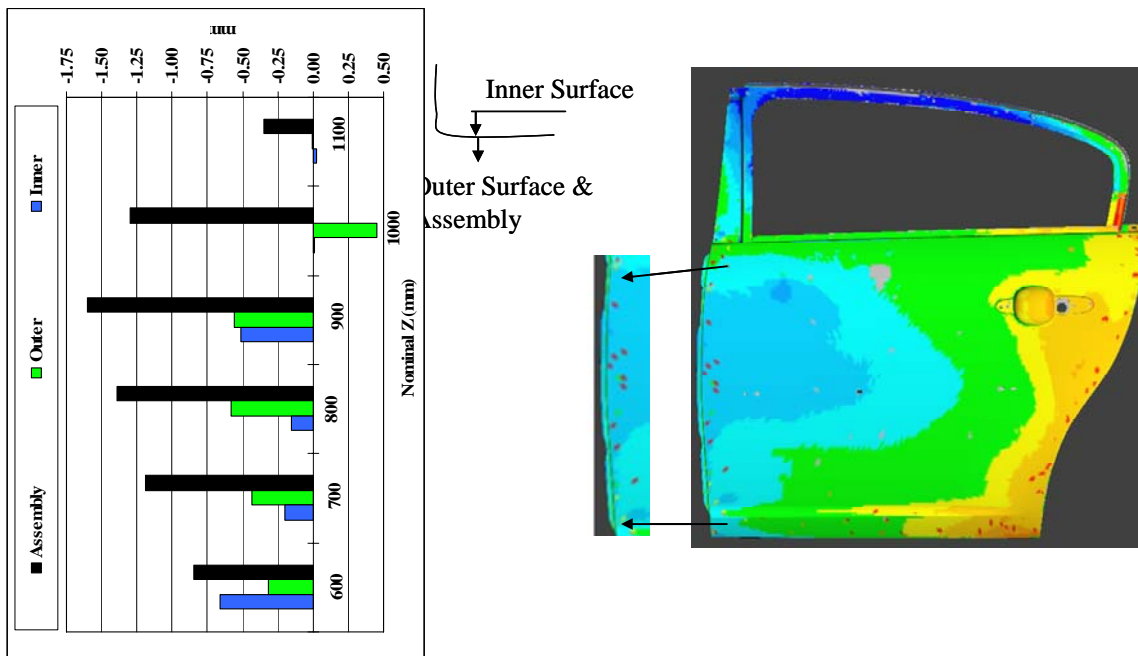 mm
-1.75
-1.50
-1.25
-1.00
-0.75
-0.50
-0.25
0.00
0.25
0.50
1100
1000
900
800
700
600
Nominal Z (mm)
Inner
Outer
Assembly
Inner Surface
Outer Surface &
Assembly